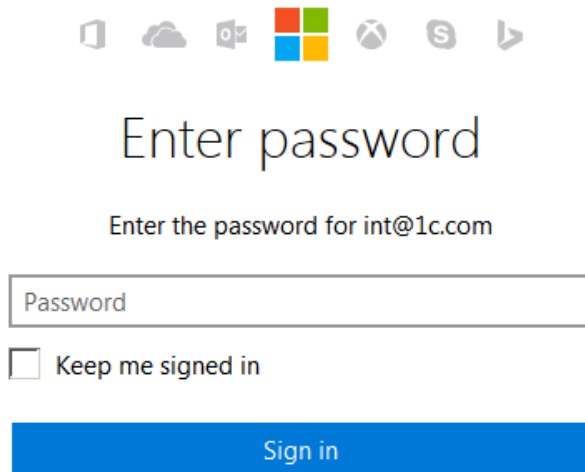 Enter password
Enter the password for int@1c.com
Password
Keep me signed in
Sign in